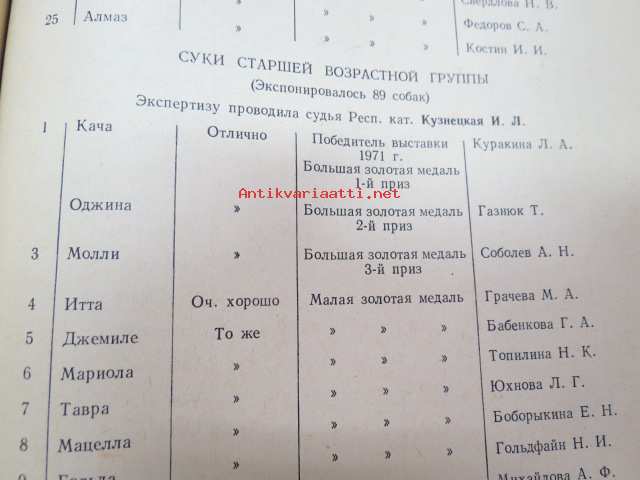 Свердлова Н. В.
25 Алмаз » » » » Федоров С. А.
» » » » Костин И. И.
СУКИ СТАРШЕЙ ВОЗРАСТНОЙ ГРУППЫ
(Экспонировалось 89 собак)
Экспертизу проводила судья Респ. кат. Кузнецкая И. Л.
1 Кача Отлично Победитель выставки Куракина Л. А.
1971 г.
Большая золотая медаль
1-й приз
Antikvariaatti.net
Оджина » Большая золотая медаль Газнюк Т.
2-й приз
3 Молли » Большая золотая медаль Соболев А. Н.
3-й приз
4 Итта Оч. хорошо Малая золотая медаль Грачева М. А.
5 Джемиле То же » » » Бабенкова Г. А.
6 Мариола » » » » Топилина Н. К.
7 Тавра » » » » Юхнова Л. Г.
8 Мацелла » » » » Боборыкина Е. Н.
» » » » Гольдфайн Н. И.
Михайлова А. Ф.